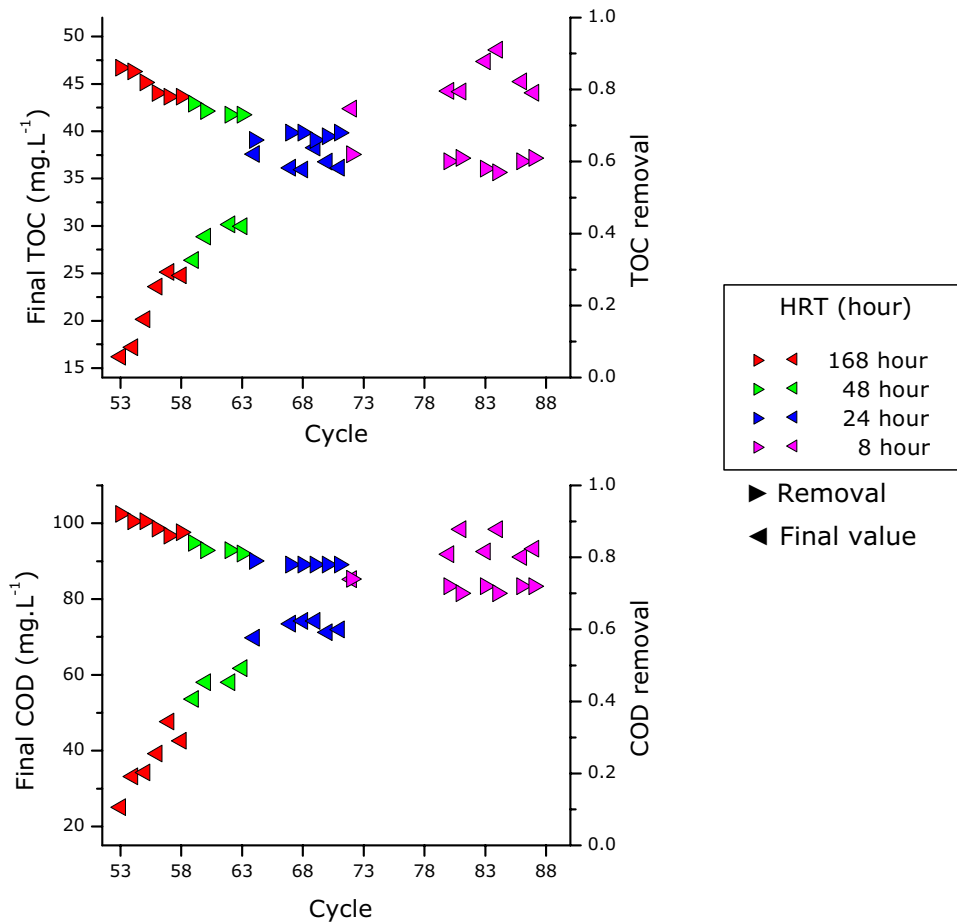 50
45
40
35
30
25
20
15
Final TOC (mg.L⁻¹)
1.0
0.8
0.6
0.4
0.2
0.0
TOC removal
53 58 63 68 73 78 83 88
Cycle
100
80
60
40
20
Final COD (mg.L⁻¹)
1.0
0.8
0.6
0.4
0.2
0.0
COD removal
53 58 63 68 73 78 83 88
Cycle
HRT (hour)
168 hour
48 hour
24 hour
8 hour
Removal
Final value